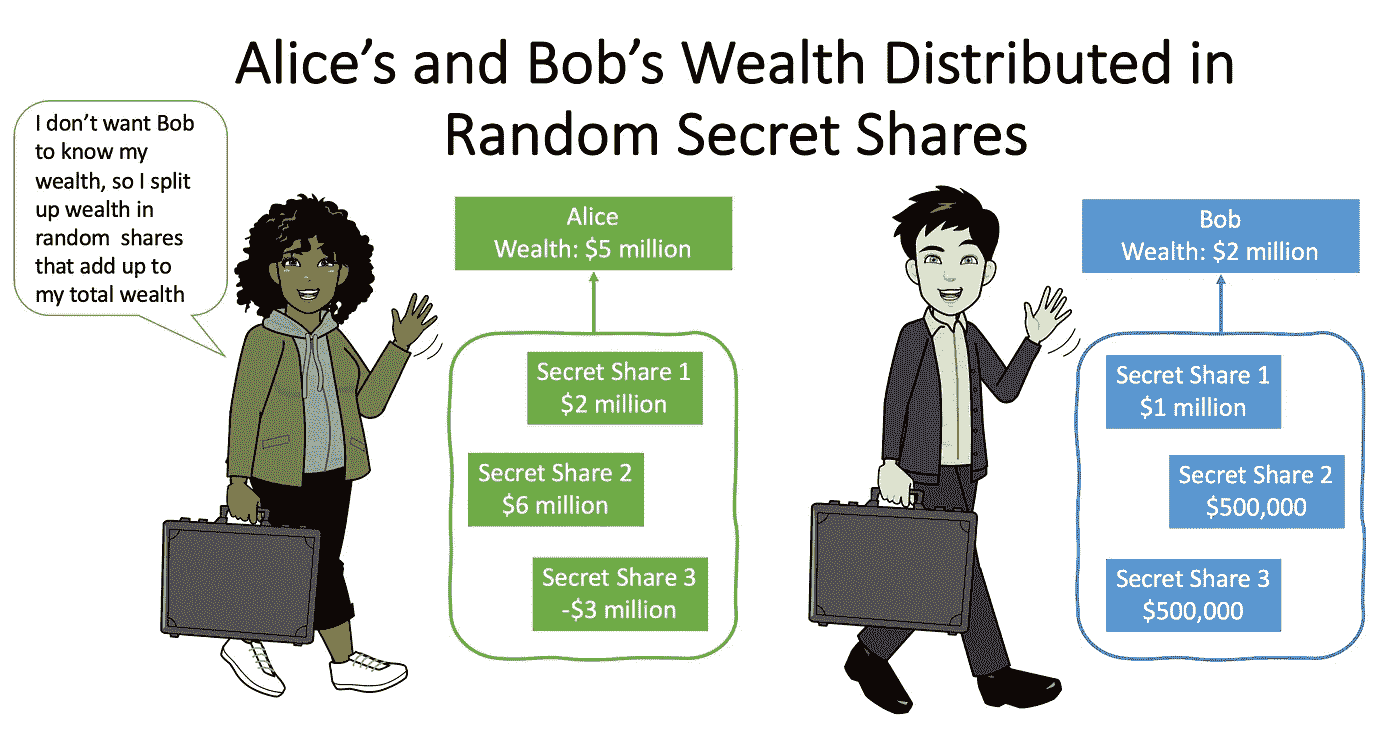 Alice’s and Bob’s Wealth Distributed in
Random Secret Shares
I don’t want Bob
to know my
wealth, so I split
up wealth in
random shares
that add up to
my total wealth
Alice
Wealth: $5 million
Secret Share 1
$2 million
Secret Share 2
$6 million
Secret Share 3
-$3 million
Bob
Wealth: $2 million
Secret Share 1
$1 million
Secret Share 2
$500,000
Secret Share 3
$500,000